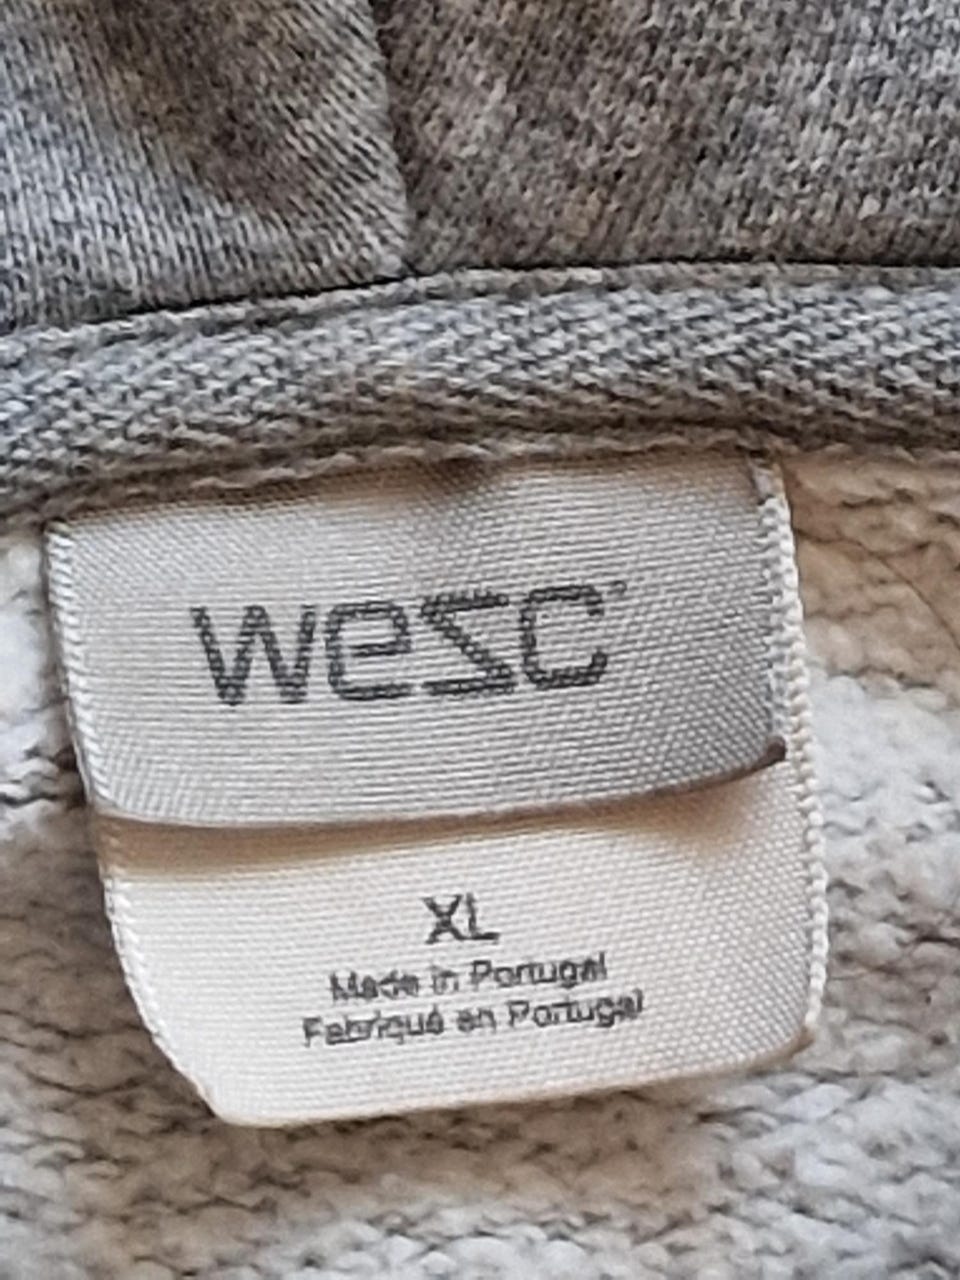 wesc
XL
Made in Portugal
Fabriqué en Portugal